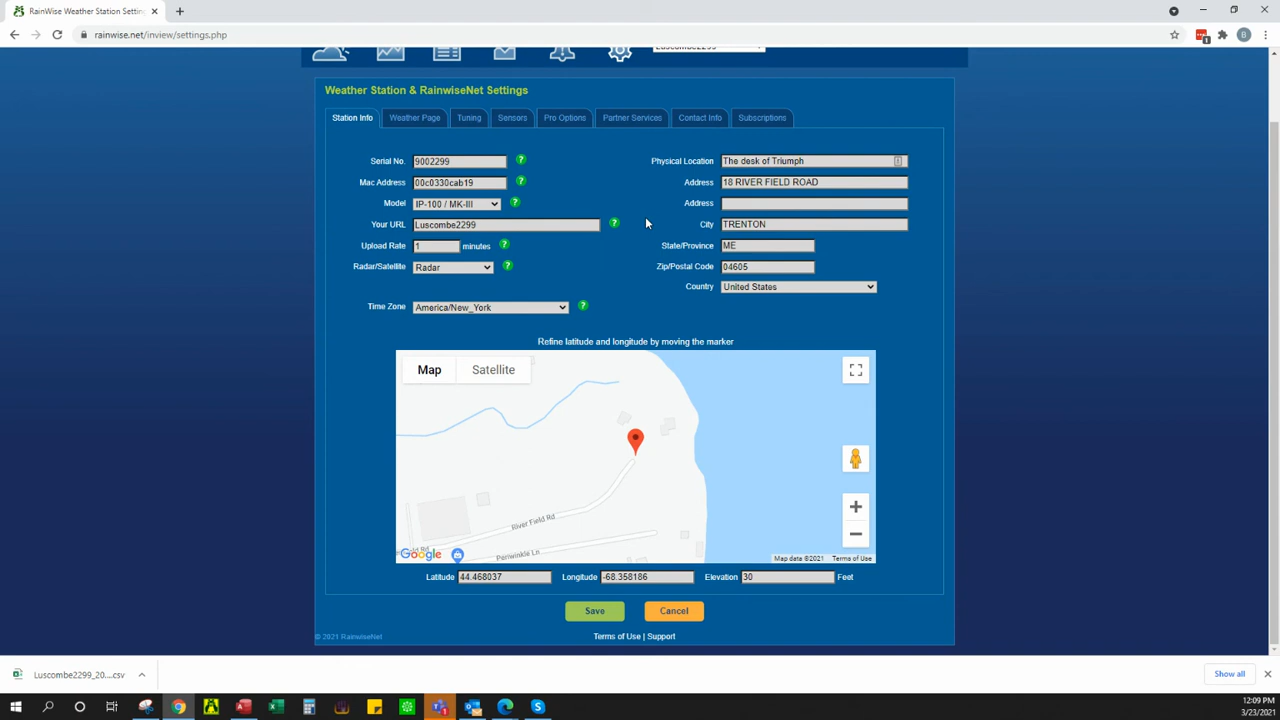 RainWise Net | My Weather Stati
rainwise.net/inview/settings.php
B
Luscombe2299
Weather Station & RainwiseNet Settings
Station Info Weather Page Tuning Sensors Pro Options Partner Services Contact Info Subscriptions
Serial No. 9002299 ? Physical Location The desk of Triumph
Mac Address 00c0330cab19 ? Address 18 RIVER FIELD ROAD
Model IP-100 / MK-III ? Address
Your URL Luscombe2299 ? City TRENTON
Upload Rate 1 minutes ? State/Province ME
Radar/Satellite Radar ? Zip/Postal Code 04605
Country United States
Time Zone America/New_York ?
Refine latitude and longitude by moving the marker
Map Satellite
River Field Rd
Periwinkle Ln
Google Map data ©2021 Terms of Use
Latitude 44.468037 Longitude -68.358186 Elevation 30 Feet
Save Cancel
© 2021 RainwiseNet Terms of Use | Support
Luscombe2299_20....csv Show all
12:09 PM
3/23/2021